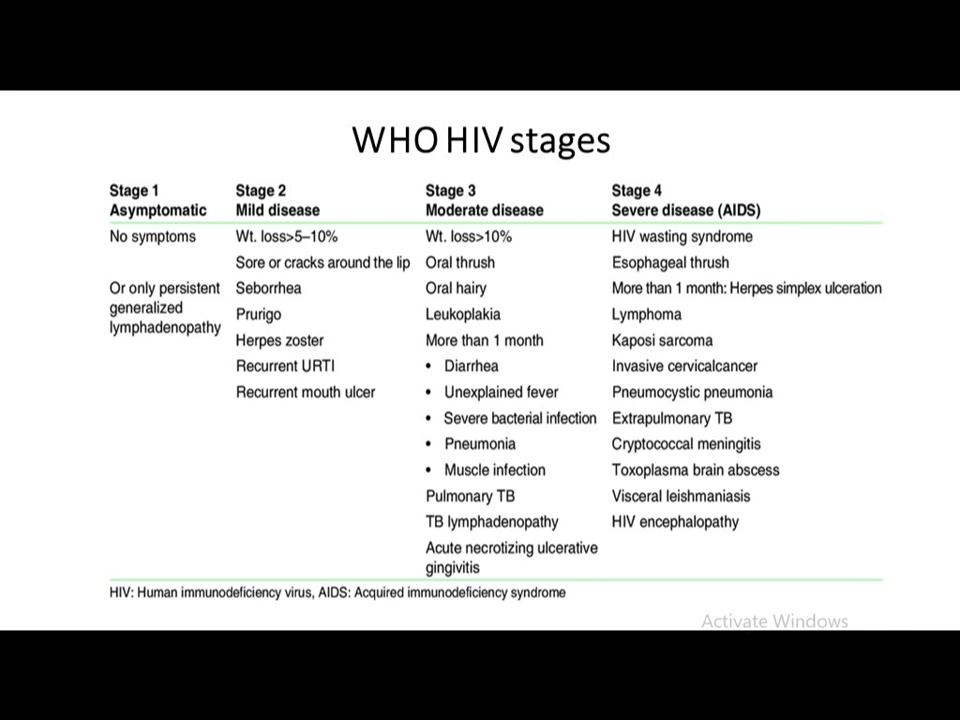 WHO HIV stages
Stage 1 Stage 2 Stage 3 Stage 4
Asymptomatic Mild disease Moderate disease Severe disease (AIDS)
No symptoms Wt. loss>5–10% Wt. loss>10% HIV wasting syndrome
Sore or cracks around the lip Oral thrush Esophageal thrush
Or only persistent Seborrhea Oral hairy More than 1 month: Herpes simplex ulceration
generalized
Prurigo Leukoplakia Lymphoma
lymphadenopathy
Herpes zoster More than 1 month Kaposi sarcoma
Recurrent URTI • Diarrhea Invasive cervicalcancer
Recurrent mouth ulcer • Unexplained fever Pneumocystic pneumonia
• Severe bacterial infection Extrapulmonary TB
• Pneumonia Cryptococcal meningitis
• Muscle infection Toxoplasma brain abscess
Pulmonary TB Visceral leishmaniasis
TB lymphadenopathy HIV encephalopathy
Acute necrotizing ulcerative
gingivitis
HIV: Human immunodeficiency virus, AIDS: Acquired immunodeficiency syndrome
Activate Windows